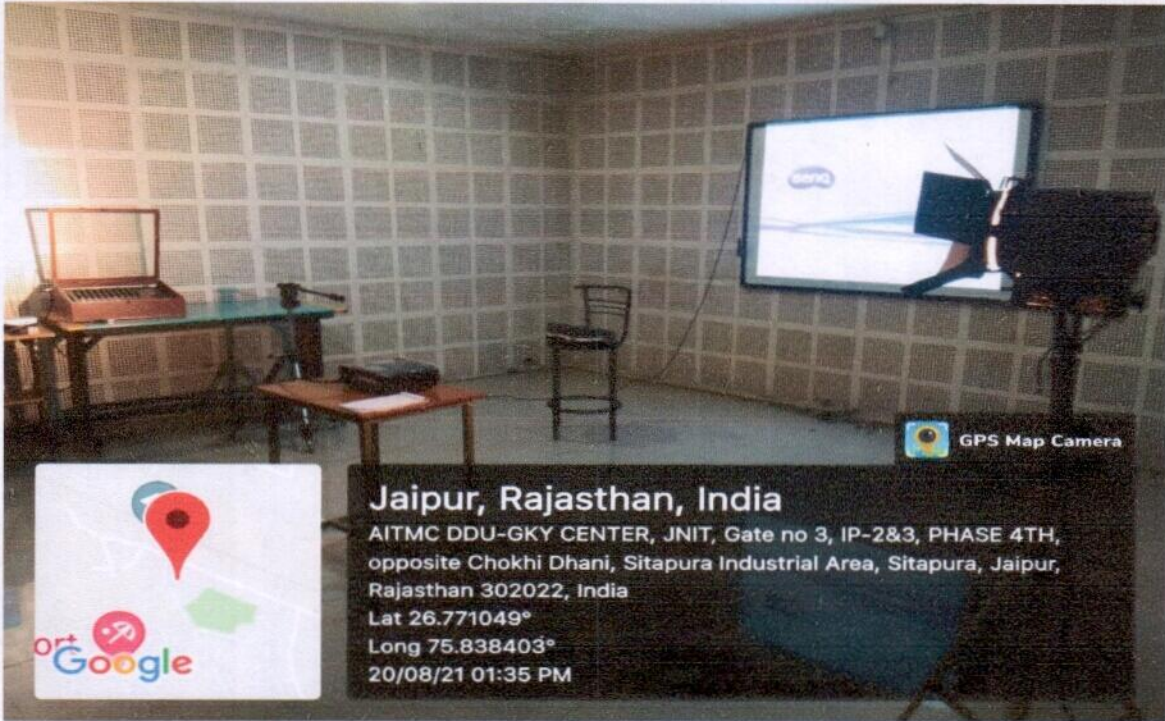 BenQ
GPS Map Camera
Jaipur, Rajasthan, India
AITMC DDU-GKY CENTER, JNIT, Gate no 3, IP-2&3, PHASE 4TH,
opposite Chokhi Dhani, Sitapura Industrial Area, Sitapura, Jaipur,
Rajasthan 302022, India
Lat 26.771049°
Long 75.838403°
20/08/21 01:35 PM
ort
Google